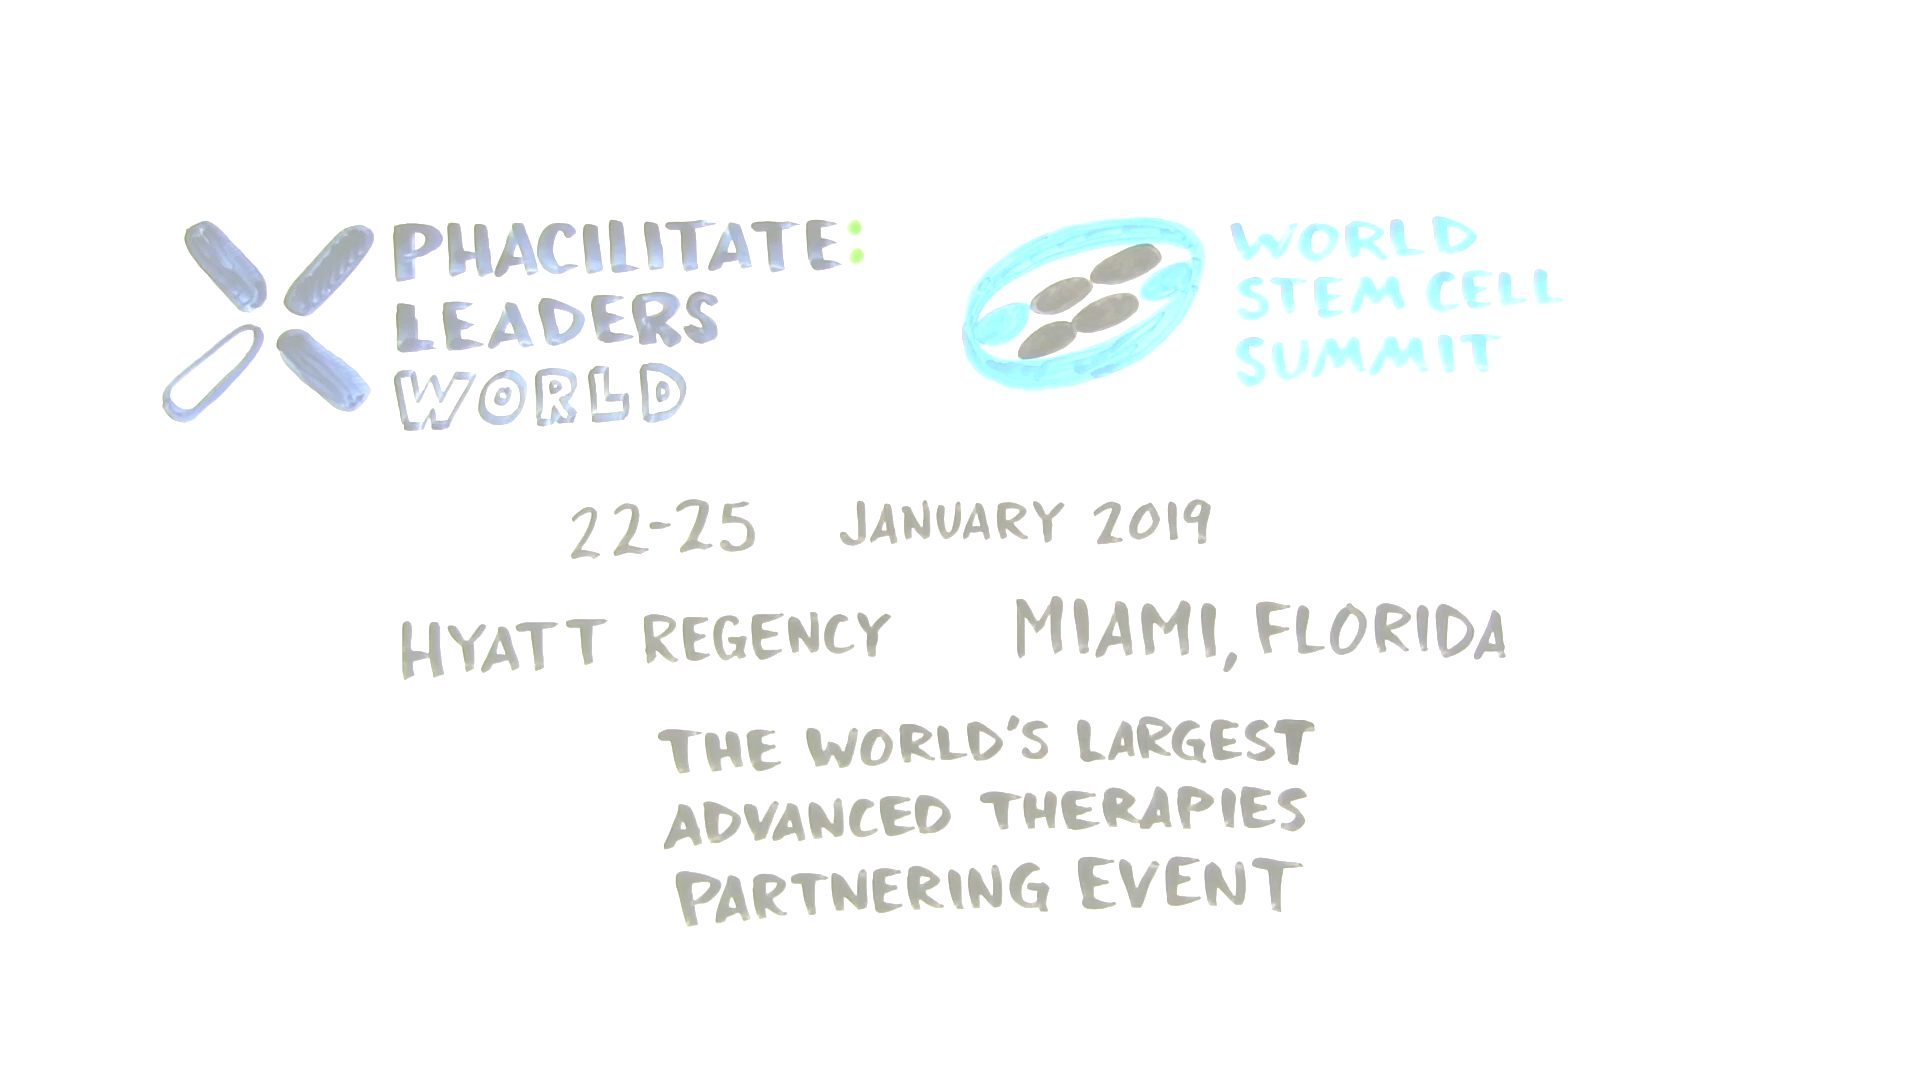 PHACILITATE:
LEADERS
WORLD
WORLD
STEM CELL
SUMMIT
22-25 JANUARY 2019
HYATT REGENCY MIAMI, FLORIDA
THE WORLD'S LARGEST
ADVANCED THERAPIES
PARTNERING EVENT